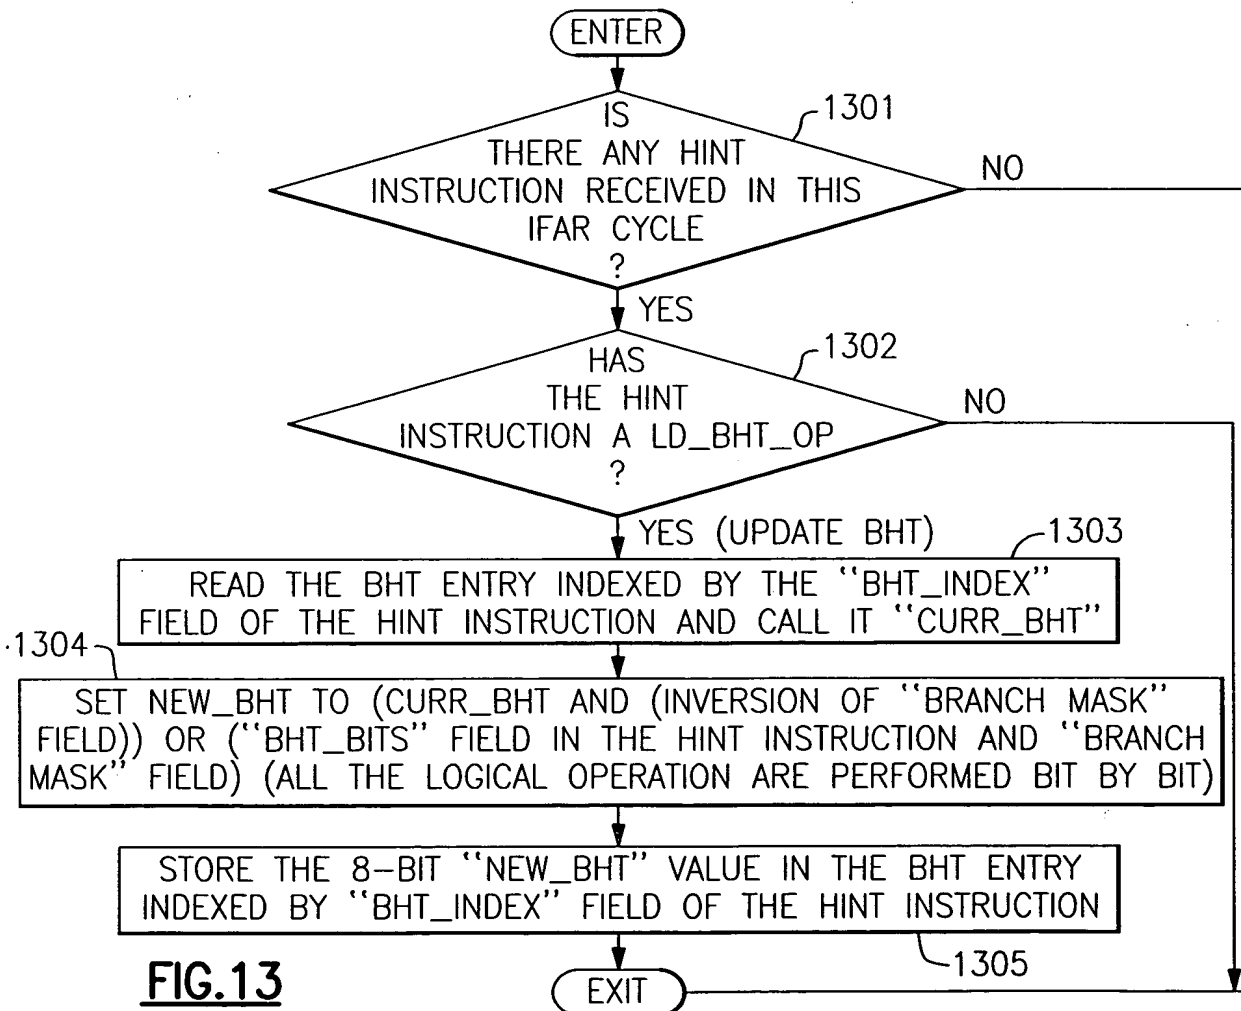 ENTER
1301
IS
THERE ANY HINT
INSTRUCTION RECEIVED IN THIS
IFAR CYCLE
?
NO
YES
1302
HAS
THE HINT
INSTRUCTION A LD_BHT_OP
?
NO
YES (UPDATE BHT)
1303
READ THE BHT ENTRY INDEXED BY THE "BHT_INDEX"
FIELD OF THE HINT INSTRUCTION AND CALL IT "CURR_BHT"
1304
SET NEW_BHT TO (CURR_BHT AND (INVERSION OF "BRANCH MASK"
FIELD)) OR ("BHT_BITS" FIELD IN THE HINT INSTRUCTION AND "BRANCH
MASK" FIELD) (ALL THE LOGICAL OPERATION ARE PERFORMED BIT BY BIT)
STORE THE 8-BIT "NEW_BHT" VALUE IN THE BHT ENTRY
INDEXED BY "BHT_INDEX" FIELD OF THE HINT INSTRUCTION
1305
EXIT
FIG.13